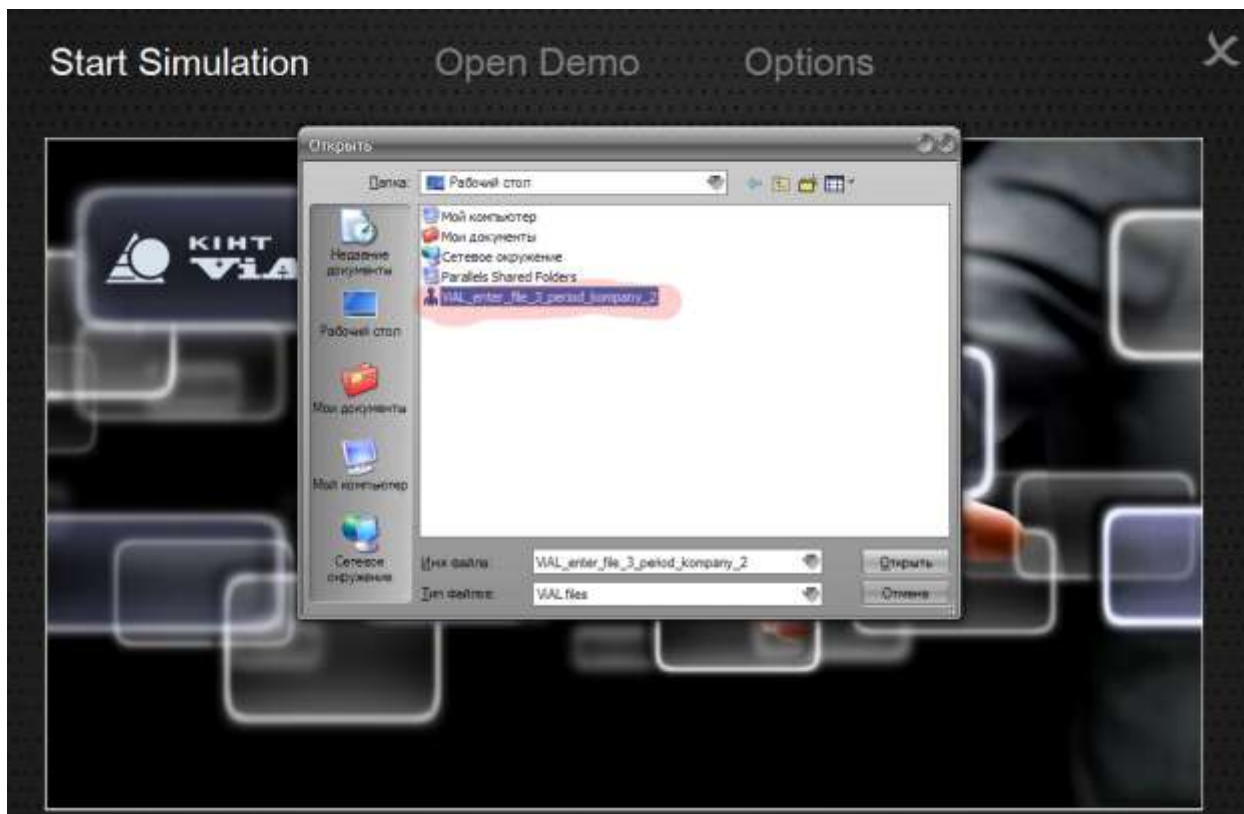 Start Simulation Open Demo Options
Открыть
Папка: Рабочий стол
КІНТ
ViA
Недавние документы
Рабочий стол
Мои документы
Мой компьютер
Сетевое окружение
Мой компьютер
Мои документы
Сетевое окружение
Parallels Shared Folders
ViAL_enter_file_3_period_kompany_2
Имя файла: ViAL_enter_file_3_period_kompany_2 Открыть
Тип файлов: ViAL files Отмена